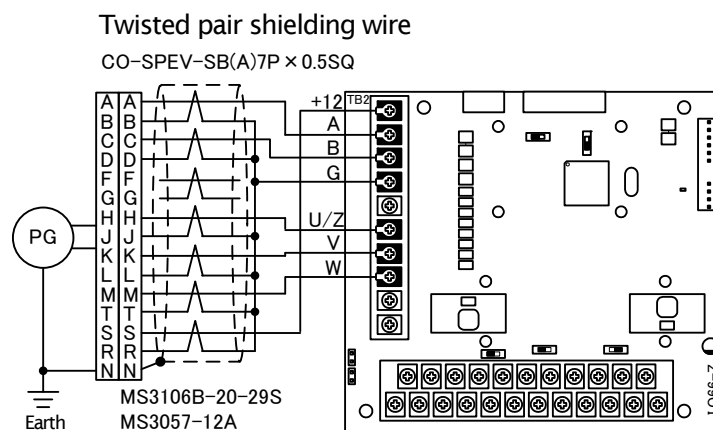 Twisted pair shielding wire
CO-SPEV-SB(A)7P×0.5SQ
+12 TB2
A A A
B B B
C C
D D G
F F
G G
H H U/Z
PG J J
K K V
L L
M M W
T T
S S
R R
N N
Earth
MS3106B-20-29S
MS3057-12A